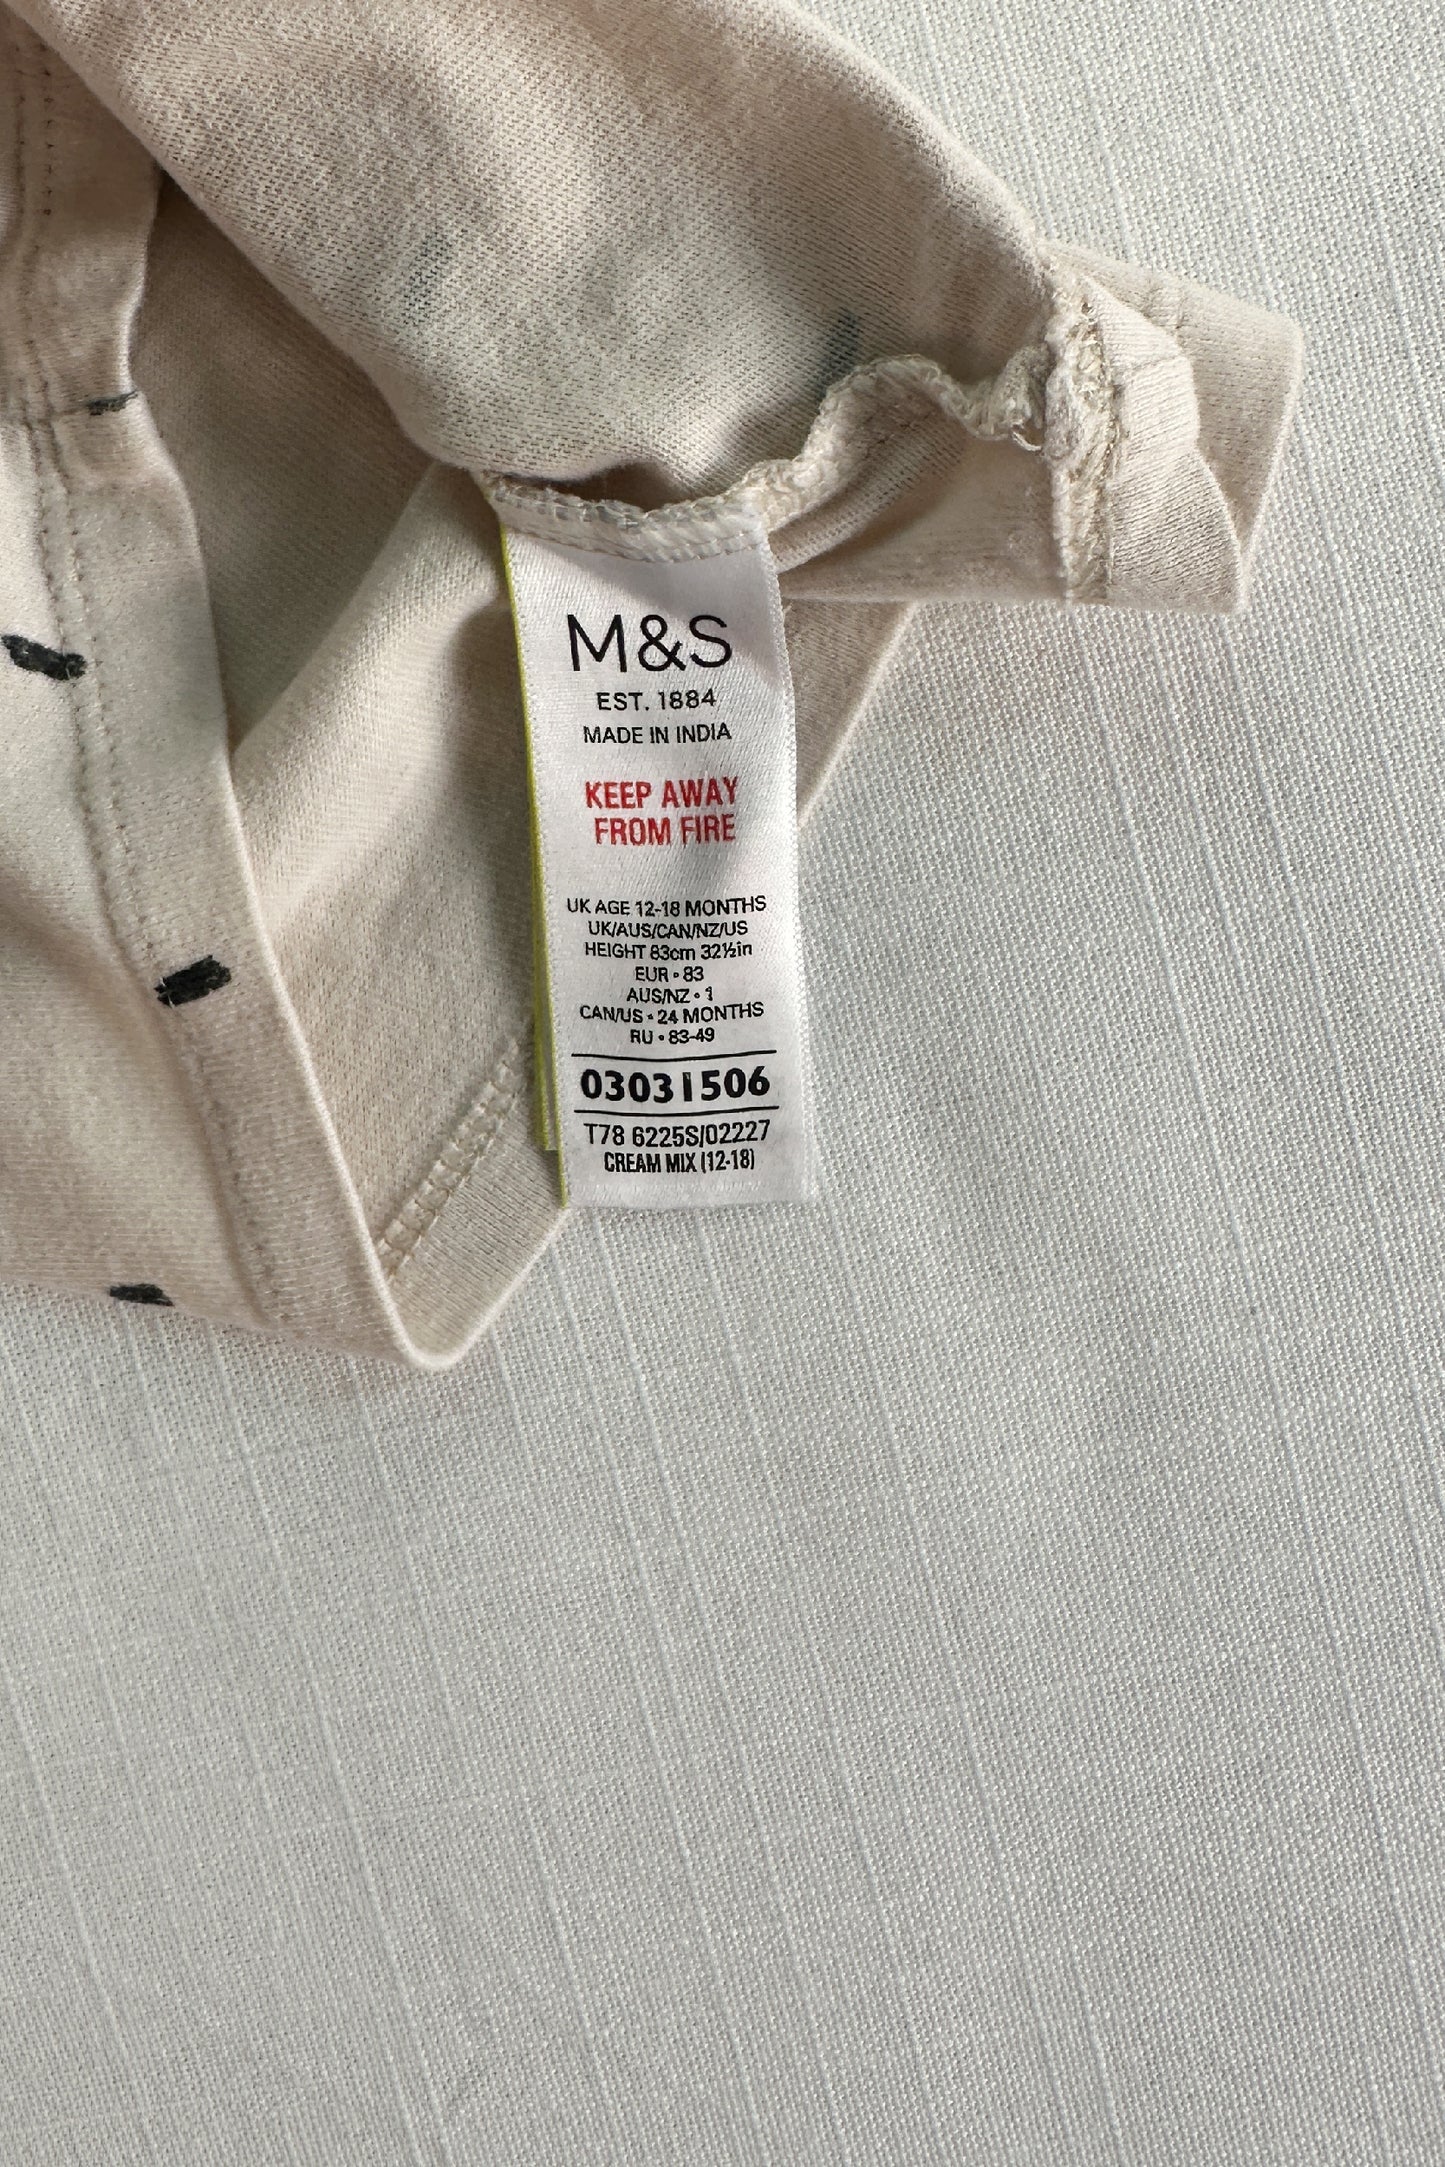 M&S
EST. 1884
MADE IN INDIA
KEEP AWAY
FROM FIRE
UK AGE 12-18 MONTHS
UK/AUS/CAN/NZ/US
HEIGHT 83cm 32½in
EUR • 83
AUS/NZ • 1
CAN/US • 24 MONTHS
RU • 83-49
03031506
T78 6225S/02227
CREAM MIX (12-18)